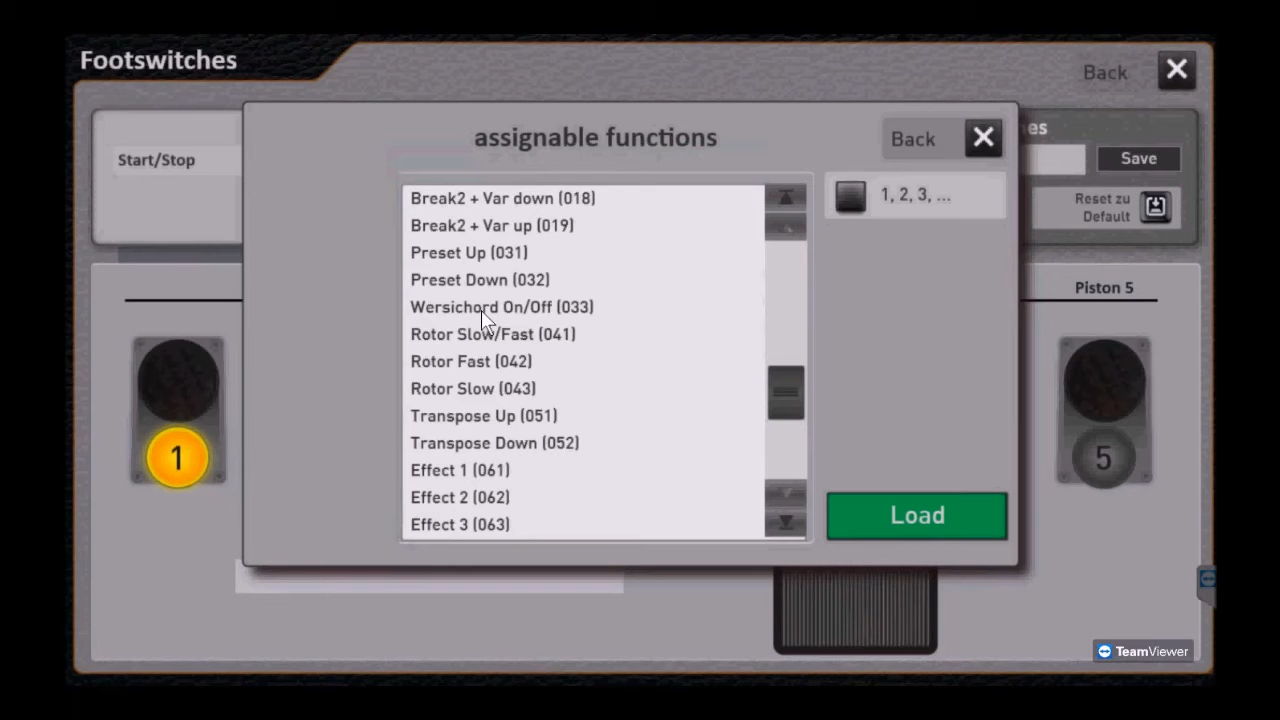 Footswitches
Back
Start/Stop
assignable functions
Back
es
Save
Reset zu
Default
1, 2, 3, ...
Break2 + Var down (018)
Break2 + Var up (019)
Preset Up (031)
Preset Down (032)
Wersichord On/Off (033)
Rotor Slow/Fast (041)
Rotor Fast (042)
Rotor Slow (043)
Transpose Up (051)
Transpose Down (052)
Effect 1 (061)
Effect 2 (062)
Effect 3 (063)
Load
Piston 5
1
5
TeamViewer